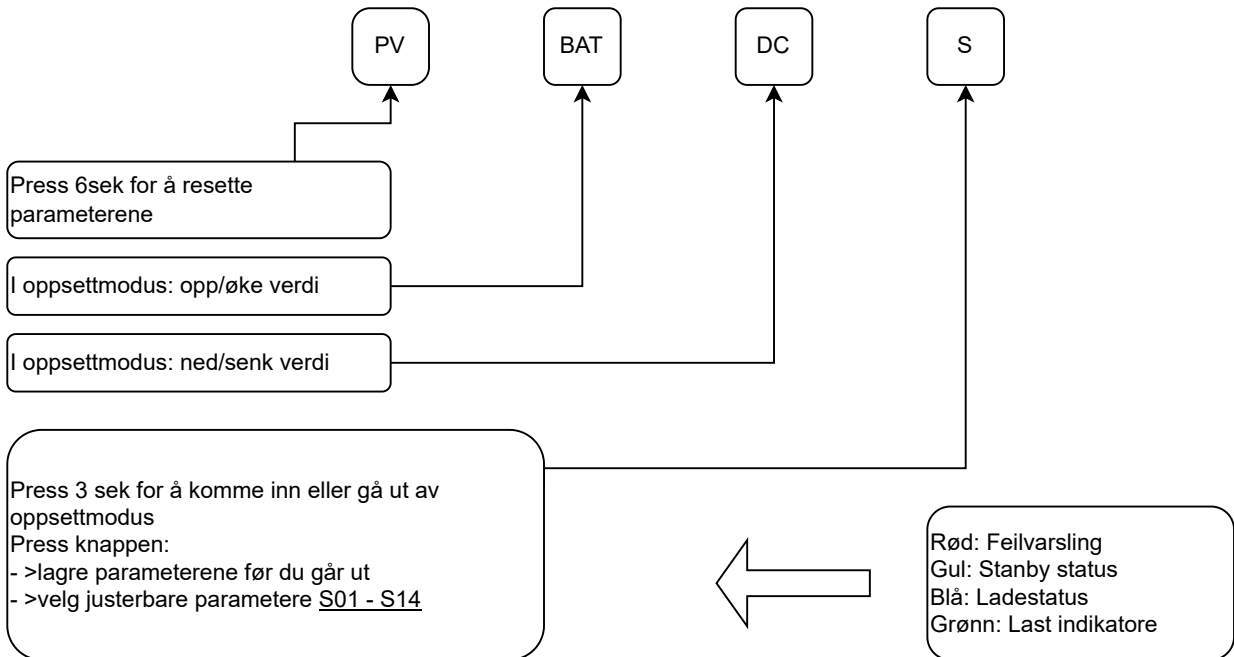 PV
BAT
DC
S
Press 6sek for å resette
parameterene
I oppsettmodus: opp/øke verdi
I oppsettmodus: ned/senk verdi
Press 3 sek for å komme inn eller gå ut av
oppsettmodus
Press knappen:
- >lagre parameterene før du går ut
- >velg justerbare parametere S01 - S14
Rød: Feilvarsling
Gul: Stanby status
Blå: Ladestatus
Grønn: Last indikatore